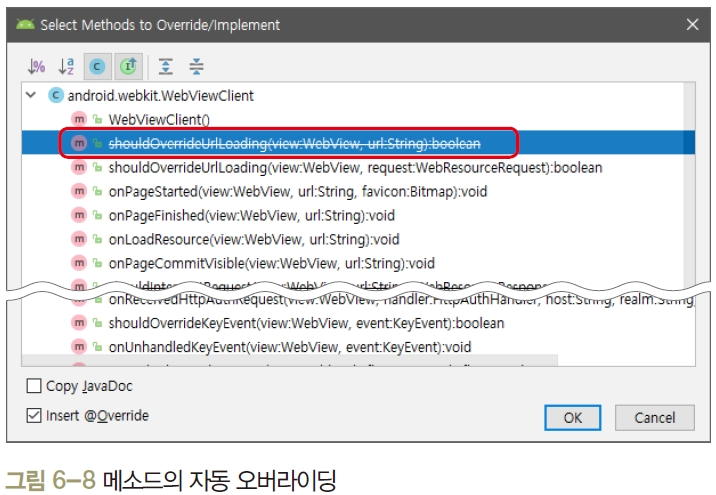 Select Methods to Override/Implement
android.webkit.WebViewClient
WebViewClient()
shouldOverrideUrlLoading(view:WebView, url:String):boolean
shouldOverrideUrlLoading(view:WebView, request:WebResourceRequest):boolean
onPageStarted(view:WebView, url:String, favicon:Bitmap):void
onPageFinished(view:WebView, url:String):void
onLoadResource(view:WebView, url:String):void
onPageCommitVisible(view:WebView, url:String):void
onReceivedHttpAuthRequest(view:WebView, handler:HttpAuthHandler, host:String, realm:String,
shouldOverrideKeyEvent(view:WebView, event:KeyEvent):boolean
onUnhandledKeyEvent(view:WebView, event:KeyEvent):void
Copy JavaDoc
Insert @Override
OK Cancel
그림 6-8 메소드의 자동 오버라이딩